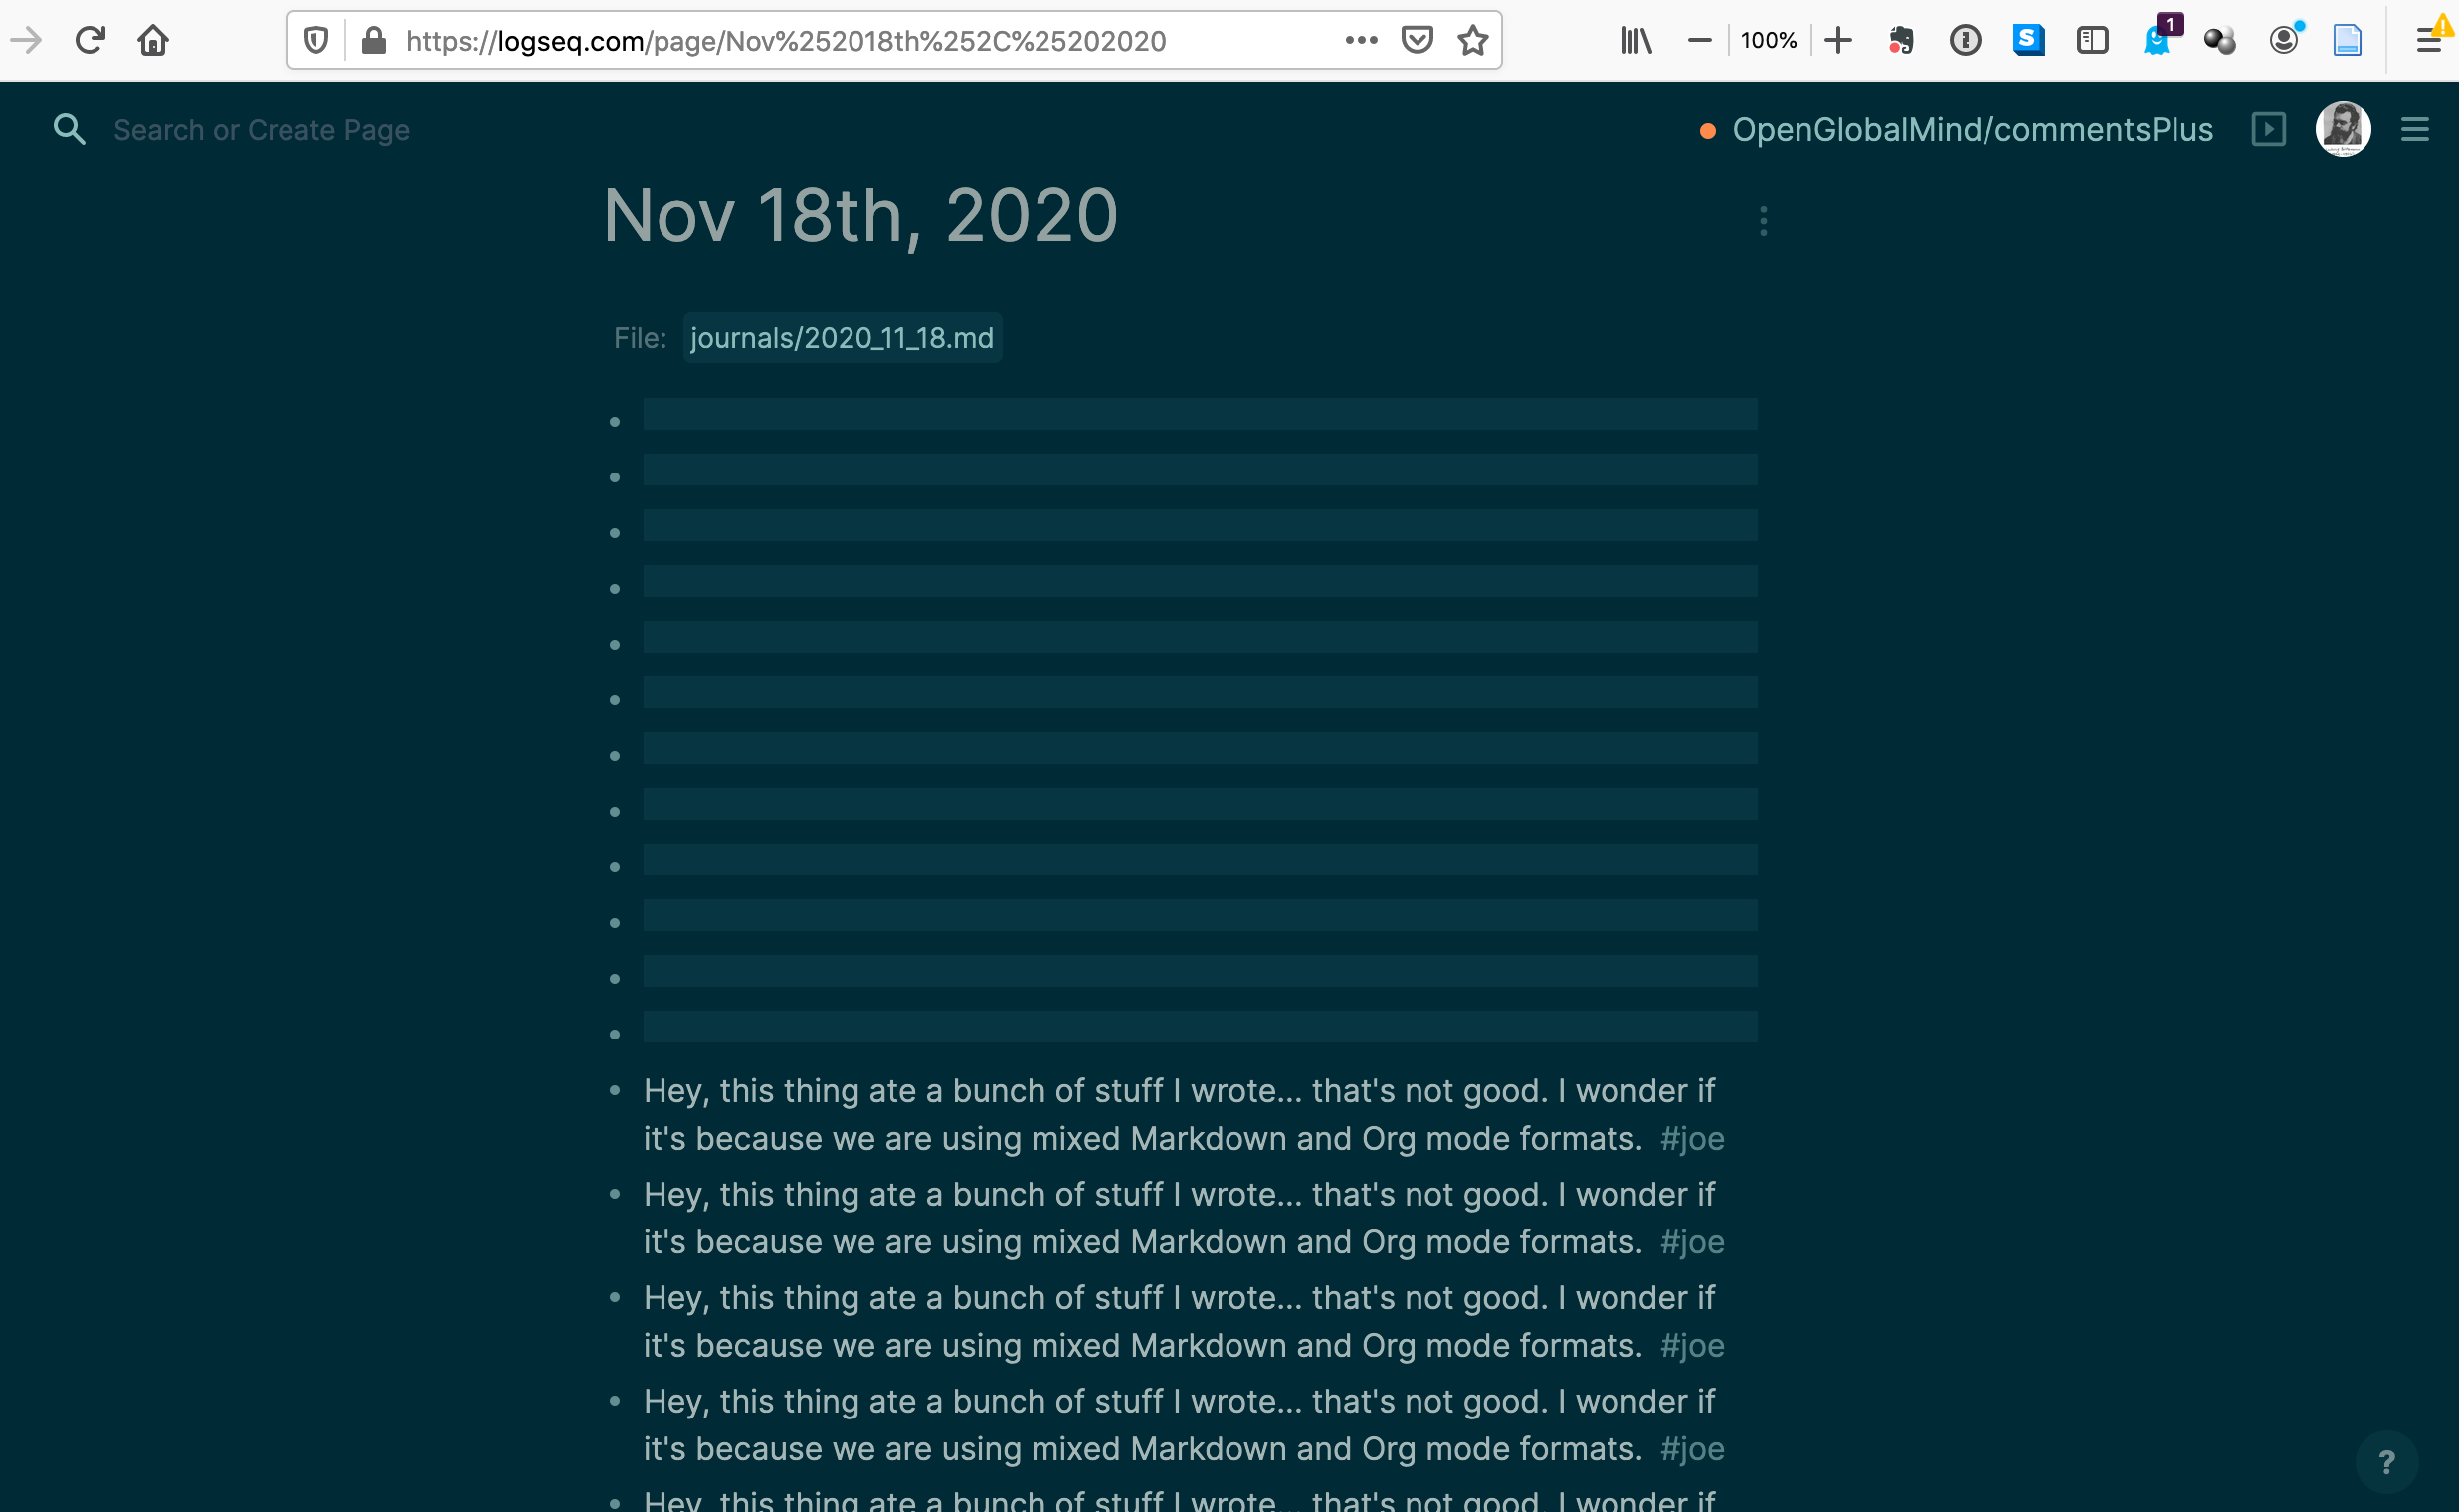 https://logseq.com/page/Nov%252018th%252C%25202020
100%
S
1
Search or Create Page
OpenGlobalMind/commentsPlus
Nov 18th, 2020
File: journals/2020_11_18.md
Hey, this thing ate a bunch of stuff I wrote... that's not good. I wonder if
it's because we are using mixed Markdown and Org mode formats. #joe
Hey, this thing ate a bunch of stuff I wrote... that's not good. I wonder if
it's because we are using mixed Markdown and Org mode formats. #joe
Hey, this thing ate a bunch of stuff I wrote... that's not good. I wonder if
it's because we are using mixed Markdown and Org mode formats. #joe
Hey, this thing ate a bunch of stuff I wrote... that's not good. I wonder if
it's because we are using mixed Markdown and Org mode formats. #joe
?
Hey, this thing ate a bunch of stuff I wrote... that's not good. I wonder if